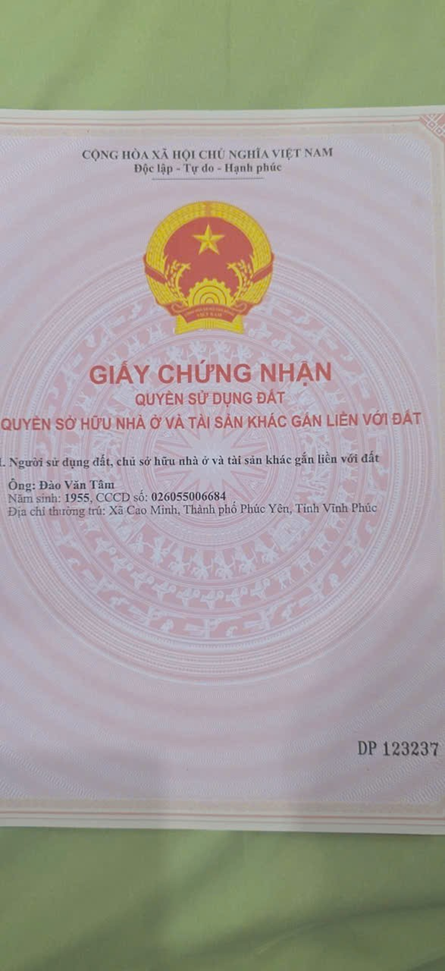 CỘNG HÒA XÃ HỘI CHỦ NGHĨA VIỆT NAM
Độc lập - Tự do - Hạnh phúc
GIẤY CHỨNG NHẬN
QUYỀN SỬ DỤNG ĐẤT
QUYỀN SỞ HỮU NHÀ Ở VÀ TÀI SẢN KHÁC GẮN LIỀN VỚI ĐẤT
I. Người sử dụng đất, chủ sở hữu nhà ở và tài sản khác gắn liền với đất
Ông: Đào Văn Tâm
Năm sinh: 1955, CCCD số: 026055006684
Địa chỉ thường trú: Xã Cao Minh, Thành phố Phúc Yên, Tỉnh Vĩnh Phúc
DP 123237